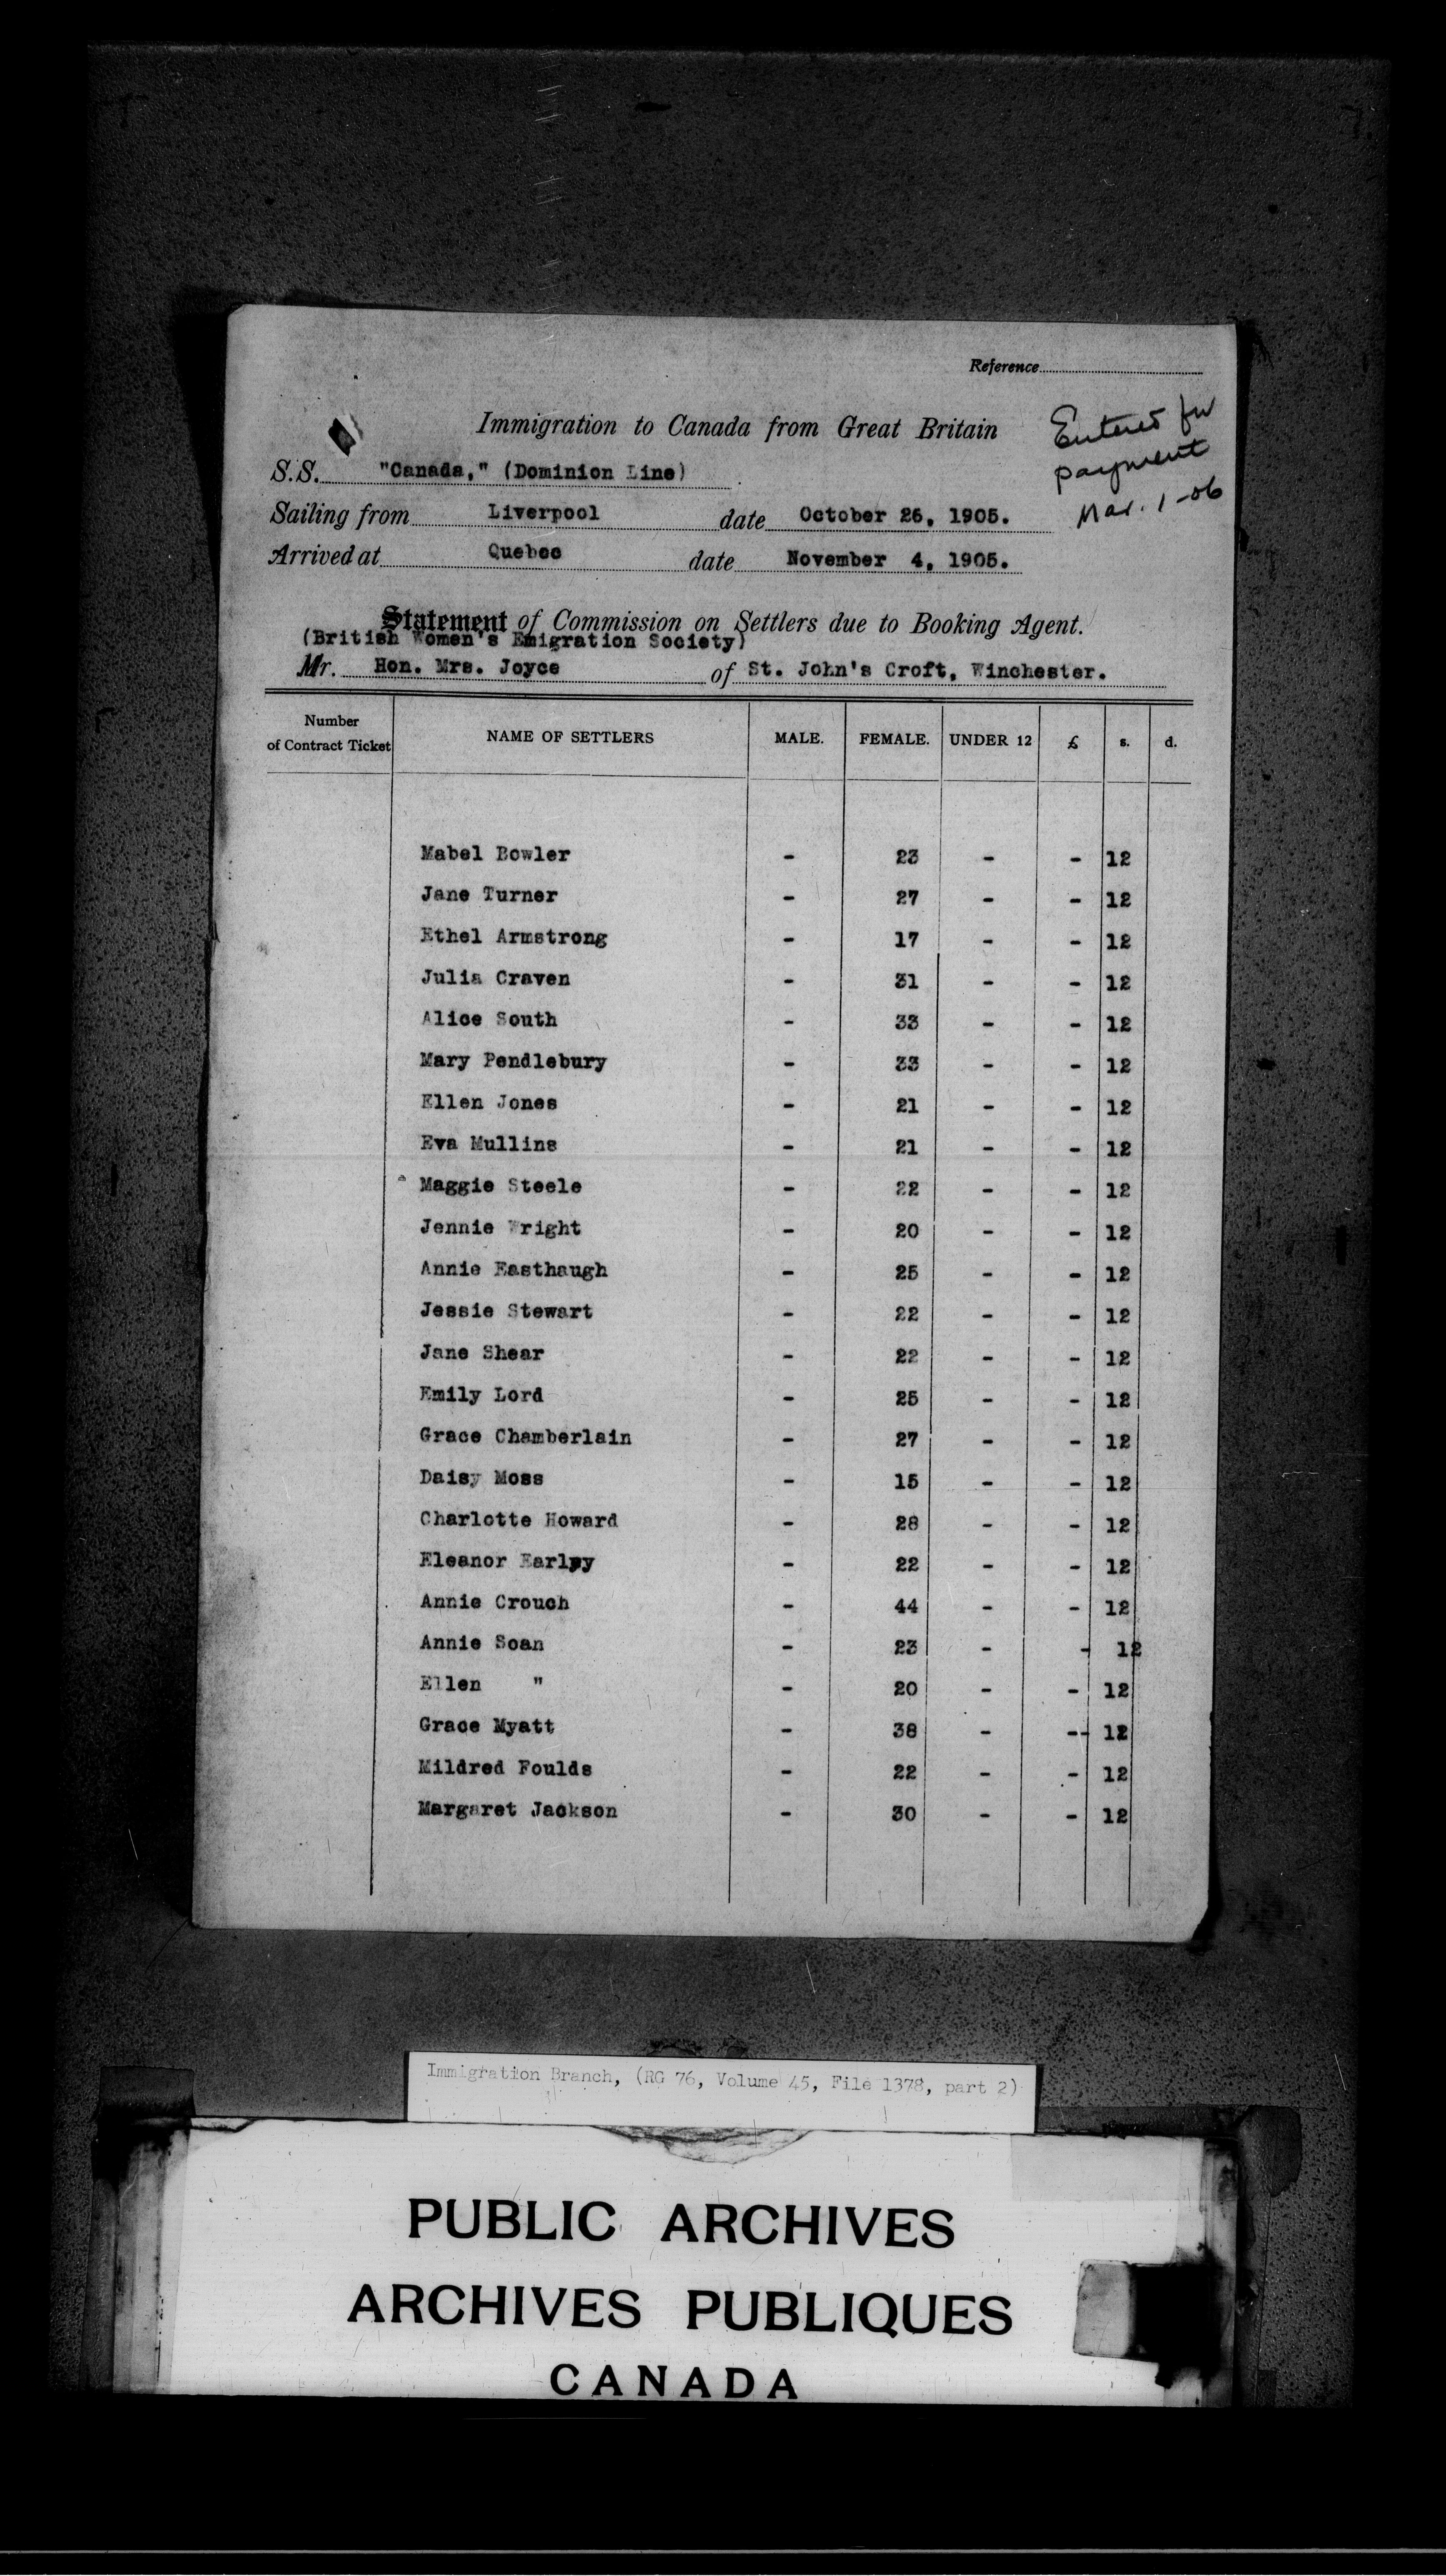 Reference
Immigration to Canada from Great Britain
Entered for
payment
Mar. 1-06
S.S. "Canada," (Dominion Line)
Sailing from Liverpool date October 26, 1905.
Arrived at Quebec date November 4, 1905.
Statement of Commission on Settlers due to Booking Agent.
(British Women's Emigration Society)
Mr. Hon. Mrs. Joyce of St. John's Croft, Winchester.
Number of Contract Ticket NAME OF SETTLERS MALE. FEMALE. UNDER 12 £ s. d.
Mabel Bowler - 23 - - 12
Jane Turner - 27 - - 12
Ethel Armstrong - 17 - - 12
Julia Craven - 31 - - 12
Alice South - 33 - - 12
Mary Pendlebury - 33 - - 12
Ellen Jones - 21 - - 12
Eva Mullins - 21 - - 12
Maggie Steele - 22 - - 12
Jennie Wright - 20 - - 12
Annie Easthaugh - 25 - - 12
Jessie Stewart - 22 - - 12
Jane Shear - 22 - - 12
Emily Lord - 25 - - 12
Grace Chamberlain - 27 - - 12
Daisy Moss - 15 - - 12
Charlotte Howard - 28 - - 12
Eleanor Earlpy - 22 - - 12
Annie Crouch - 44 - - 12
Annie Soan - 23 - - 12
Ellen " - 20 - - 12
Grace Myatt - 38 - -- 12
Mildred Foulds - 22 - - 12
Margaret Jackson - 30 - - 12
Immigration Branch, (RG 76, Volume 45, File 1378, part 2)
PUBLIC ARCHIVES
ARCHIVES PUBLIQUES
CANADA